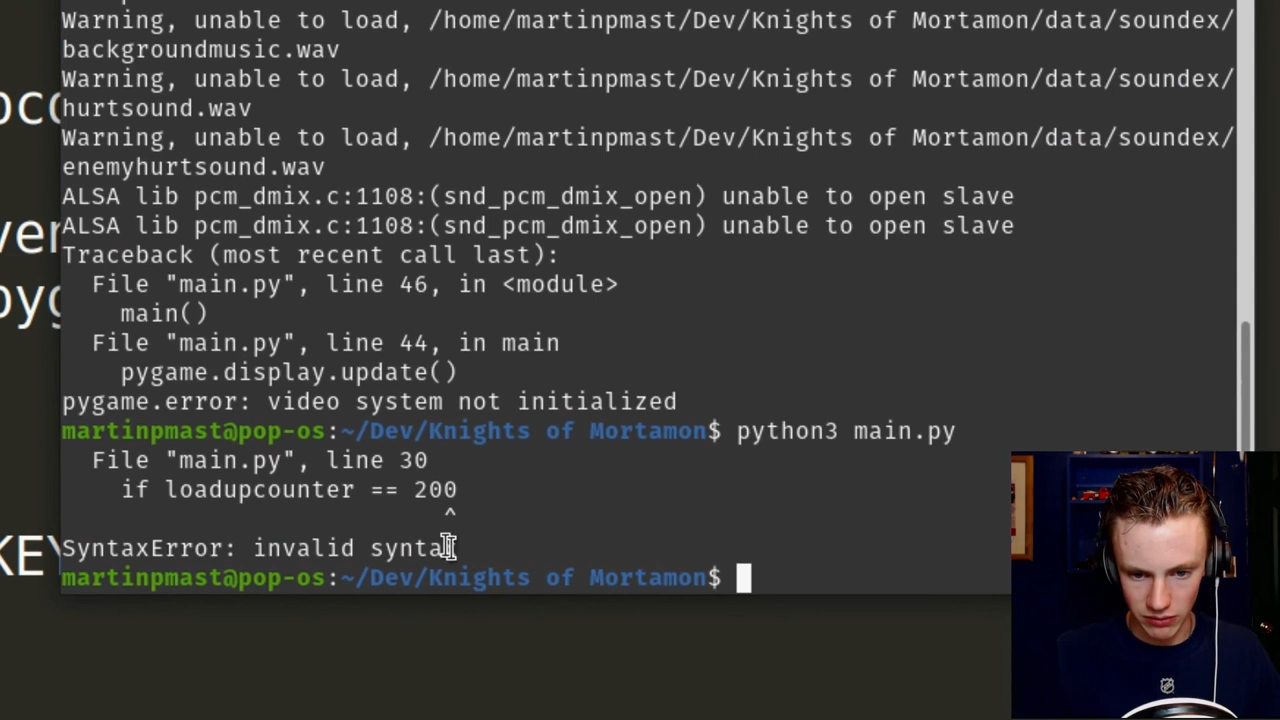 Warning, unable to load, /home/martinpmast/Dev/Knights of Mortamon/data/soundex/
backgroundmusic.wav
Warning, unable to load, /home/martinpmast/Dev/Knights of Mortamon/data/soundex/
hurtsound.wav
Warning, unable to load, /home/martinpmast/Dev/Knights of Mortamon/data/soundex/
enemyhurtsound.wav
ALSA lib pcm_dmix.c:1108:(snd_pcm_dmix_open) unable to open slave
ALSA lib pcm_dmix.c:1108:(snd_pcm_dmix_open) unable to open slave
Traceback (most recent call last):
File "main.py", line 46, in <module>
main()
File "main.py", line 44, in main
pygame.display.update()
pygame.error: video system not initialized
martinpmast@pop-os:~/Dev/Knights of Mortamon$ python3 main.py
File "main.py", line 30
if loadupcounter == 200
^
SyntaxError: invalid syntax
martinpmast@pop-os:~/Dev/Knights of Mortamon$